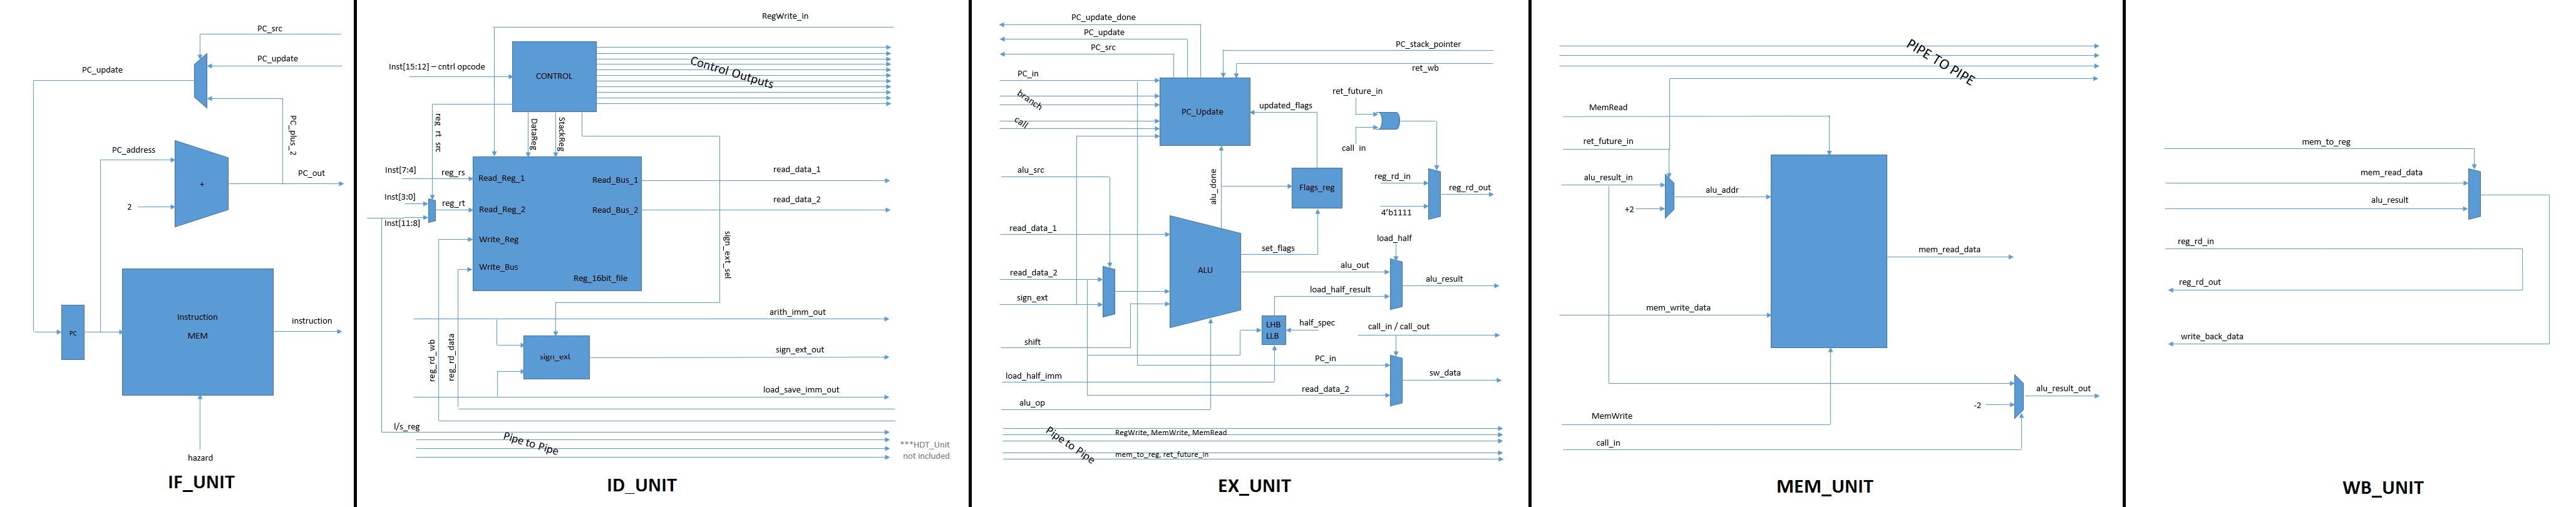 PC_src
PC_update
PC_update
PC_plus_2
PC_address
+
PC_out
2
PC
Instruction
MEM
instruction
hazard
IF_UNIT
RegWrite_in
Inst[15:12] – cntrl opcode
CONTROL
Control Outputs
reg_rt_src
DataReg
StackReg
Inst[7:4]
reg_rs
Read_Reg_1
Read_Bus_1
read_data_1
Inst[3:0]
reg_rt
Read_Reg_2
Read_Bus_2
read_data_2
Inst[11:8]
Write_Reg
Write_Bus
Reg_16bit_file
sign_ext_sel
arith_imm_out
reg_rd_wb
reg_rd_data
sign_ext
sign_ext_out
load_save_imm_out
l/s_reg
Pipe to Pipe
***HDT_Unit
not included
ID_UNIT
PC_update_done
PC_update
PC_src
PC_stack_pointer
ret_wb
PC_in
branch
call
PC_Update
updated_flags
ret_future_in
call_in
alu_src
alu_done
Flags_reg
reg_rd_in
reg_rd_out
4'b1111
read_data_1
set_flags
load_half
read_data_2
ALU
alu_out
alu_result
sign_ext
load_half_result
LHB
LLB
half_spec
call_in / call_out
shift
PC_in
load_half_imm
sw_data
read_data_2
alu_op
Pipe to Pipe
RegWrite, MemWrite, MemRead
mem_to_reg, ret_future_in
EX_UNIT
PIPE TO PIPE
MemRead
ret_future_in
alu_result_in
alu_addr
+2
mem_read_data
mem_write_data
-2
alu_result_out
MemWrite
call_in
MEM_UNIT
mem_to_reg
mem_read_data
alu_result
reg_rd_in
reg_rd_out
write_back_data
WB_UNIT